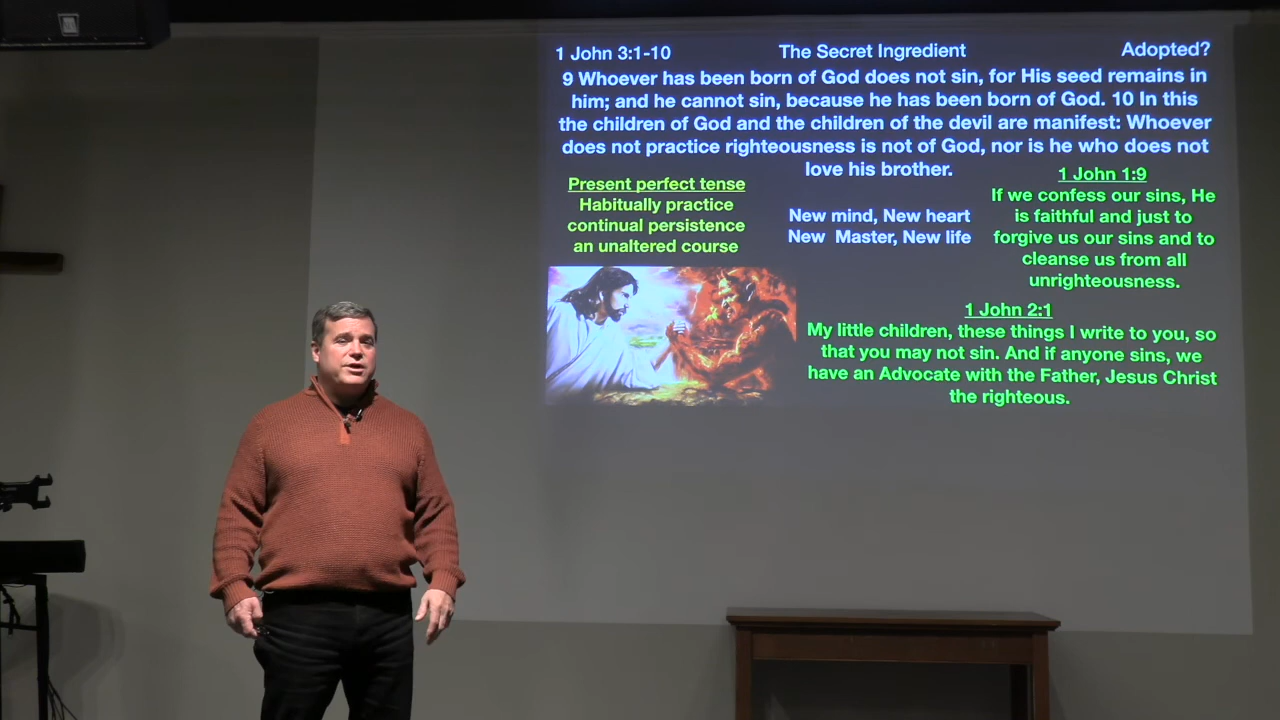 1 John 3:1-10 The Secret Ingredient Adopted?
9 Whoever has been born of God does not sin, for His seed remains in
him; and he cannot sin, because he has been born of God. 10 In this
the children of God and the children of the devil are manifest: Whoever
does not practice righteousness is not of God, nor is he who does not
love his brother.
Present perfect tense
Habitually practice
continual persistence
an unaltered course
New mind, New heart
New Master, New life
1 John 1:9
If we confess our sins, He
is faithful and just to
forgive us our sins and to
cleanse us from all
unrighteousness.
1 John 2:1
My little children, these things I write to you, so
that you may not sin. And if anyone sins, we
have an Advocate with the Father, Jesus Christ
the righteous.